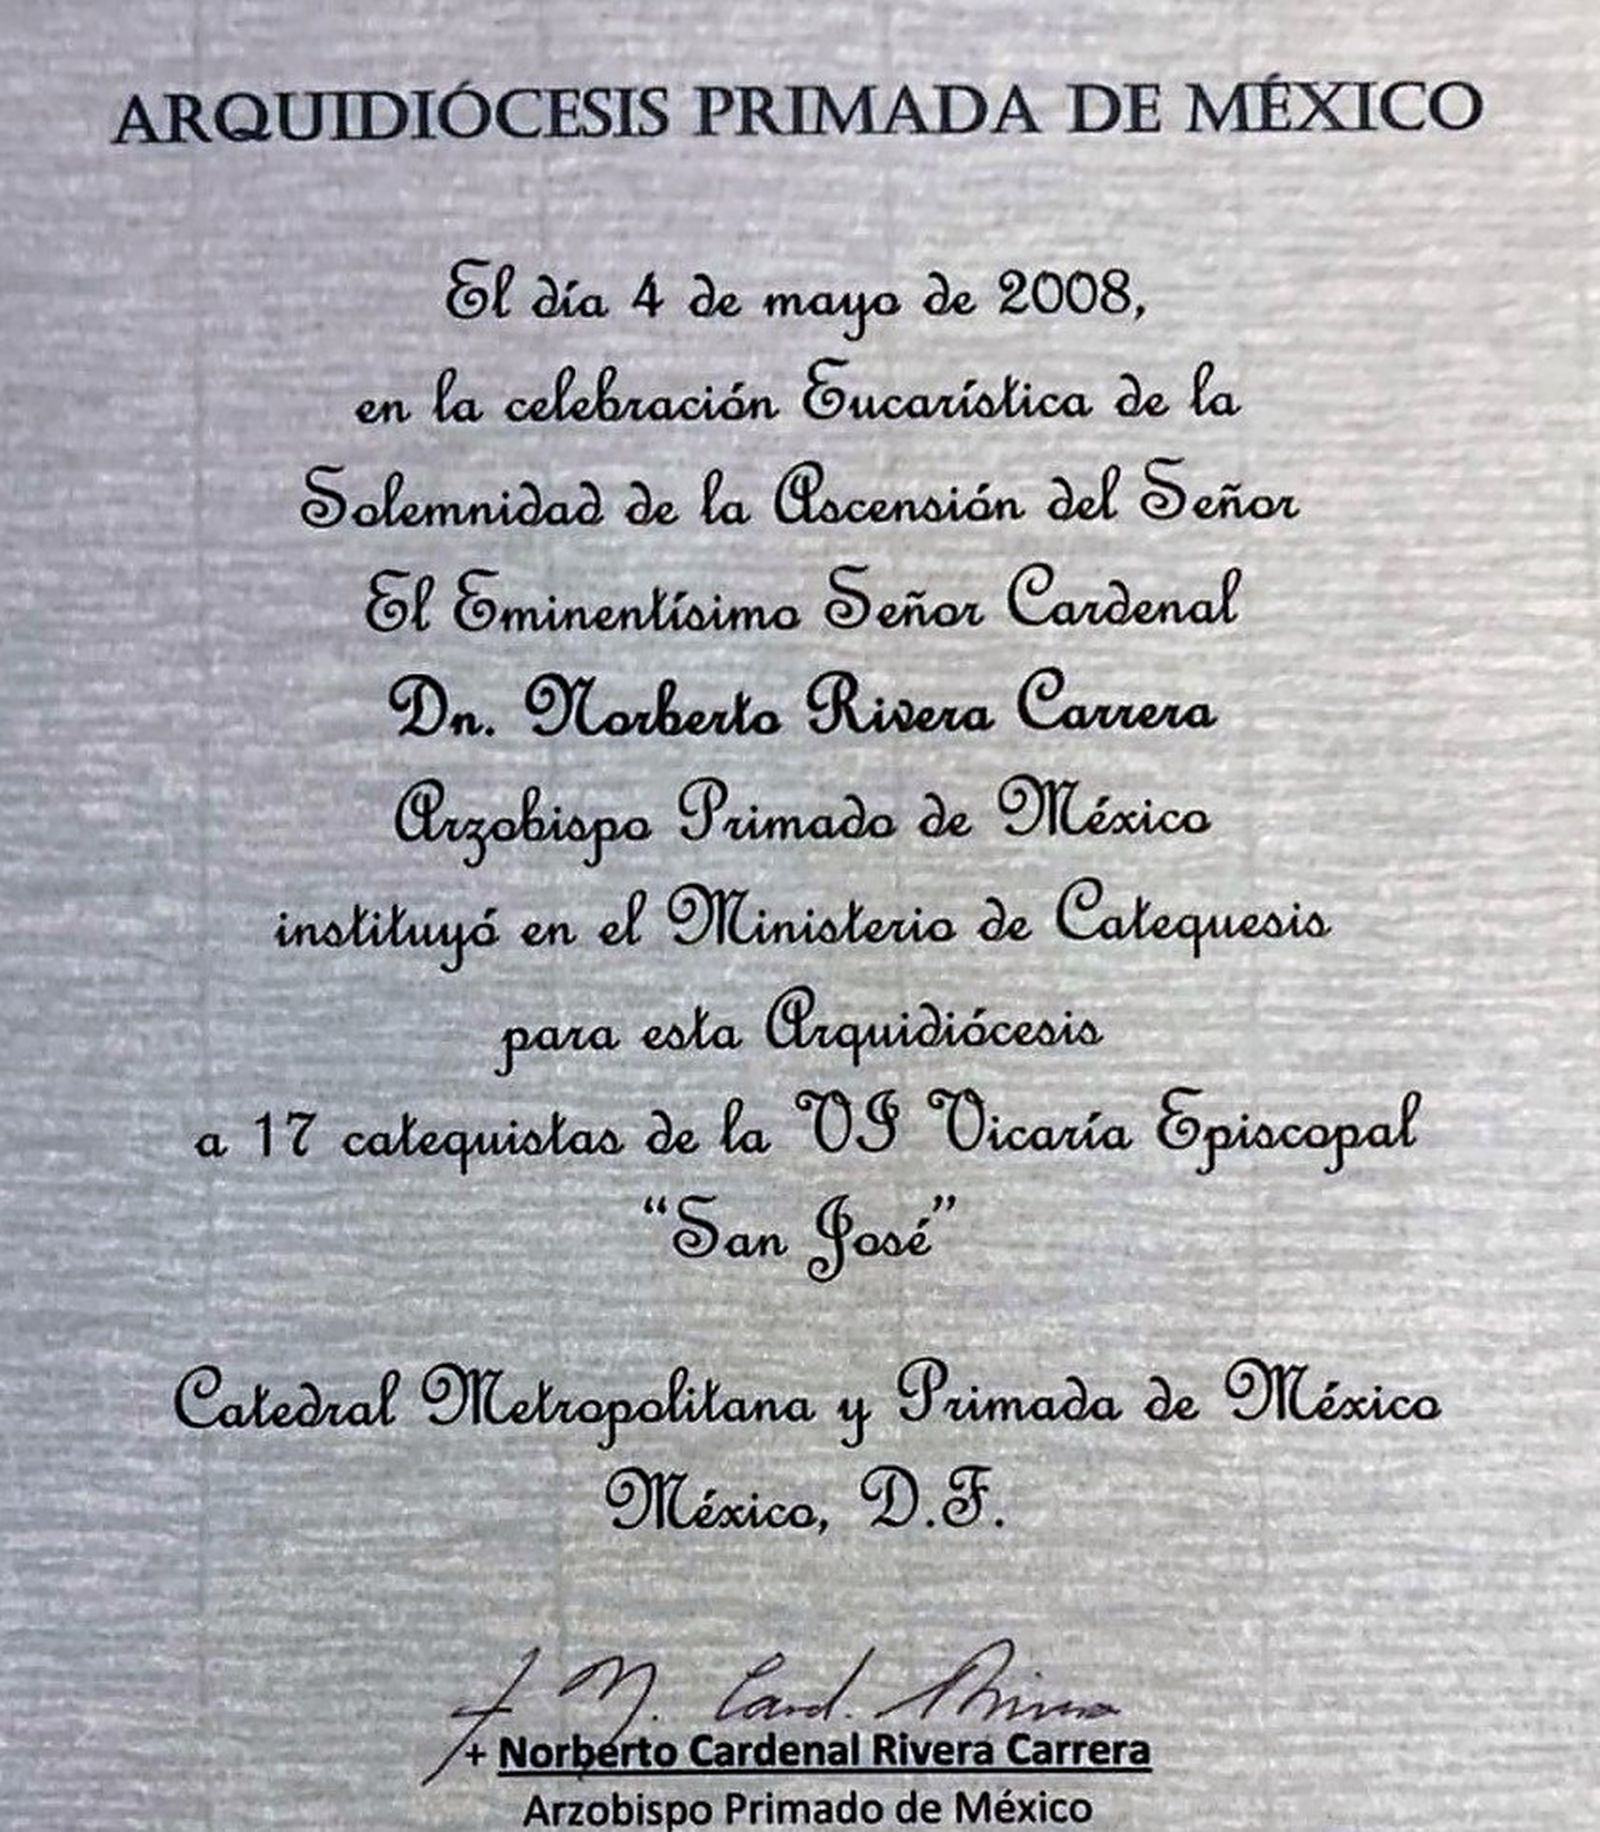 ARQUIDIÓCESIS PRIMADA DE MÉXICO
El día 4 de mayo de 2008,
en la celebración Eucarística de la
Solemnidad de la Ascensión del Señor
El Eminentísimo Señor Cardenal
Dn. Norberto Rivera Carrera
Arzobispo Primado de México
instituyó en el Ministerio de Catequesis
para esta Arquidiócesis
a 17 catequistas de la VI Vicaría Episcopal
“San José”
Catedral Metropolitana y Primada de México
México, D.F.
+ N. Card. Rivera
+ Norberto Cardenal Rivera Carrera
Arzobispo Primado de México